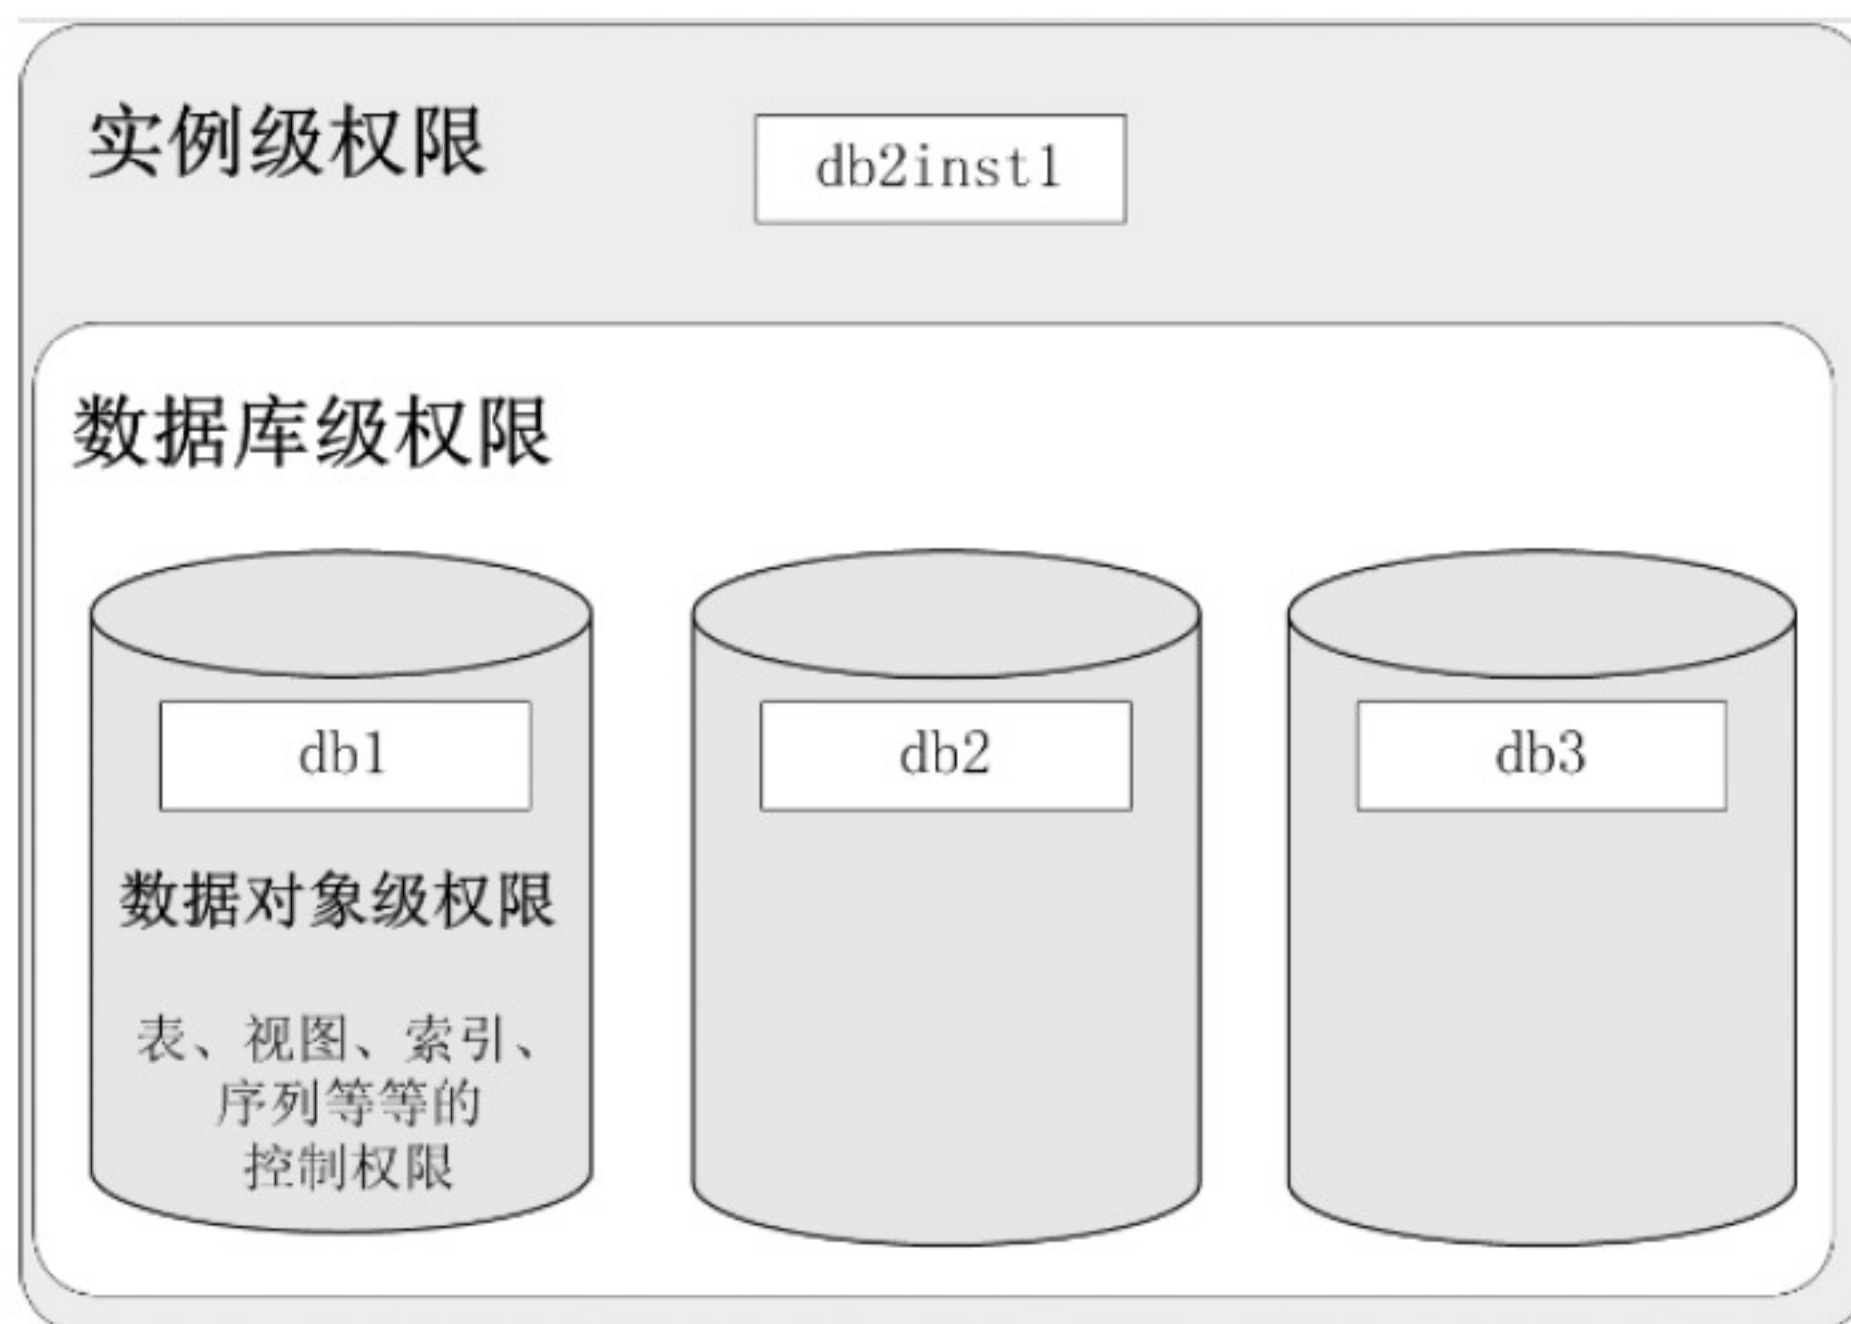 实例级权限
db2inst1
数据库级权限
db1
db2
db3
数据对象级权限
表、视图、索引、
序列等等的
控制权限